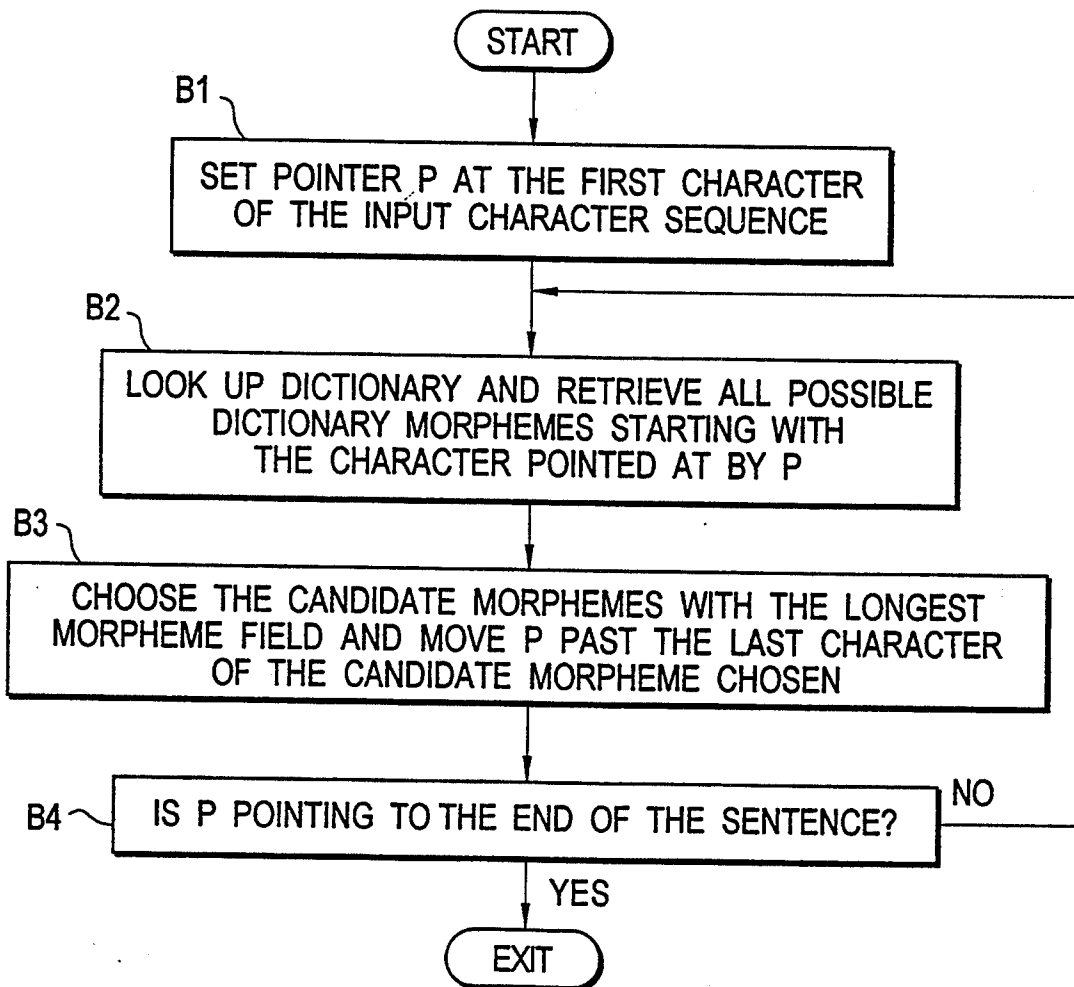 START
B1
SET POINTER P AT THE FIRST CHARACTER
OF THE INPUT CHARACTER SEQUENCE
B2
LOOK UP DICTIONARY AND RETRIEVE ALL POSSIBLE
DICTIONARY MORPHEMES STARTING WITH
THE CHARACTER POINTED AT BY P
B3
CHOOSE THE CANDIDATE MORPHEMES WITH THE LONGEST
MORPHEME FIELD AND MOVE P PAST THE LAST CHARACTER
OF THE CANDIDATE MORPHEME CHOSEN
B4
IS P POINTING TO THE END OF THE SENTENCE?
NO
YES
EXIT